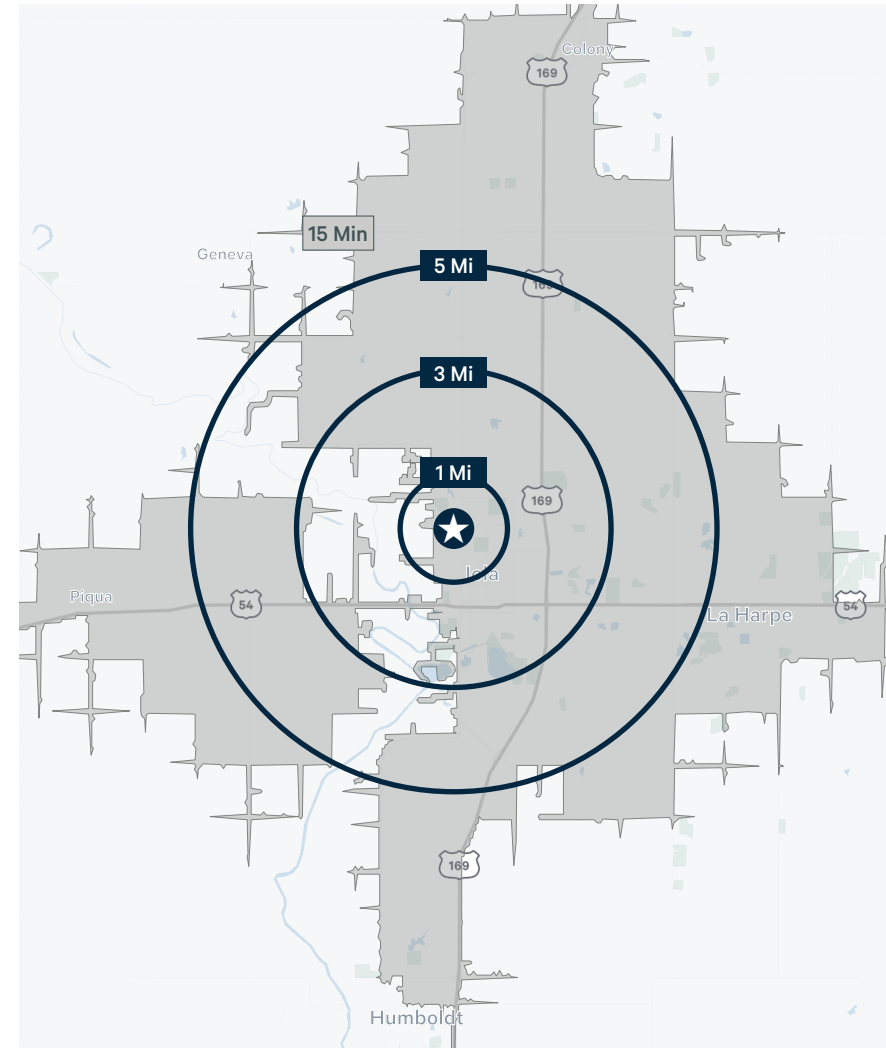 Colony
169
15 Min
Geneva
5 Mi
169
3 Mi
1 Mi
169
Iola
Piqua
54
La Harpe
54
169
Humboldt